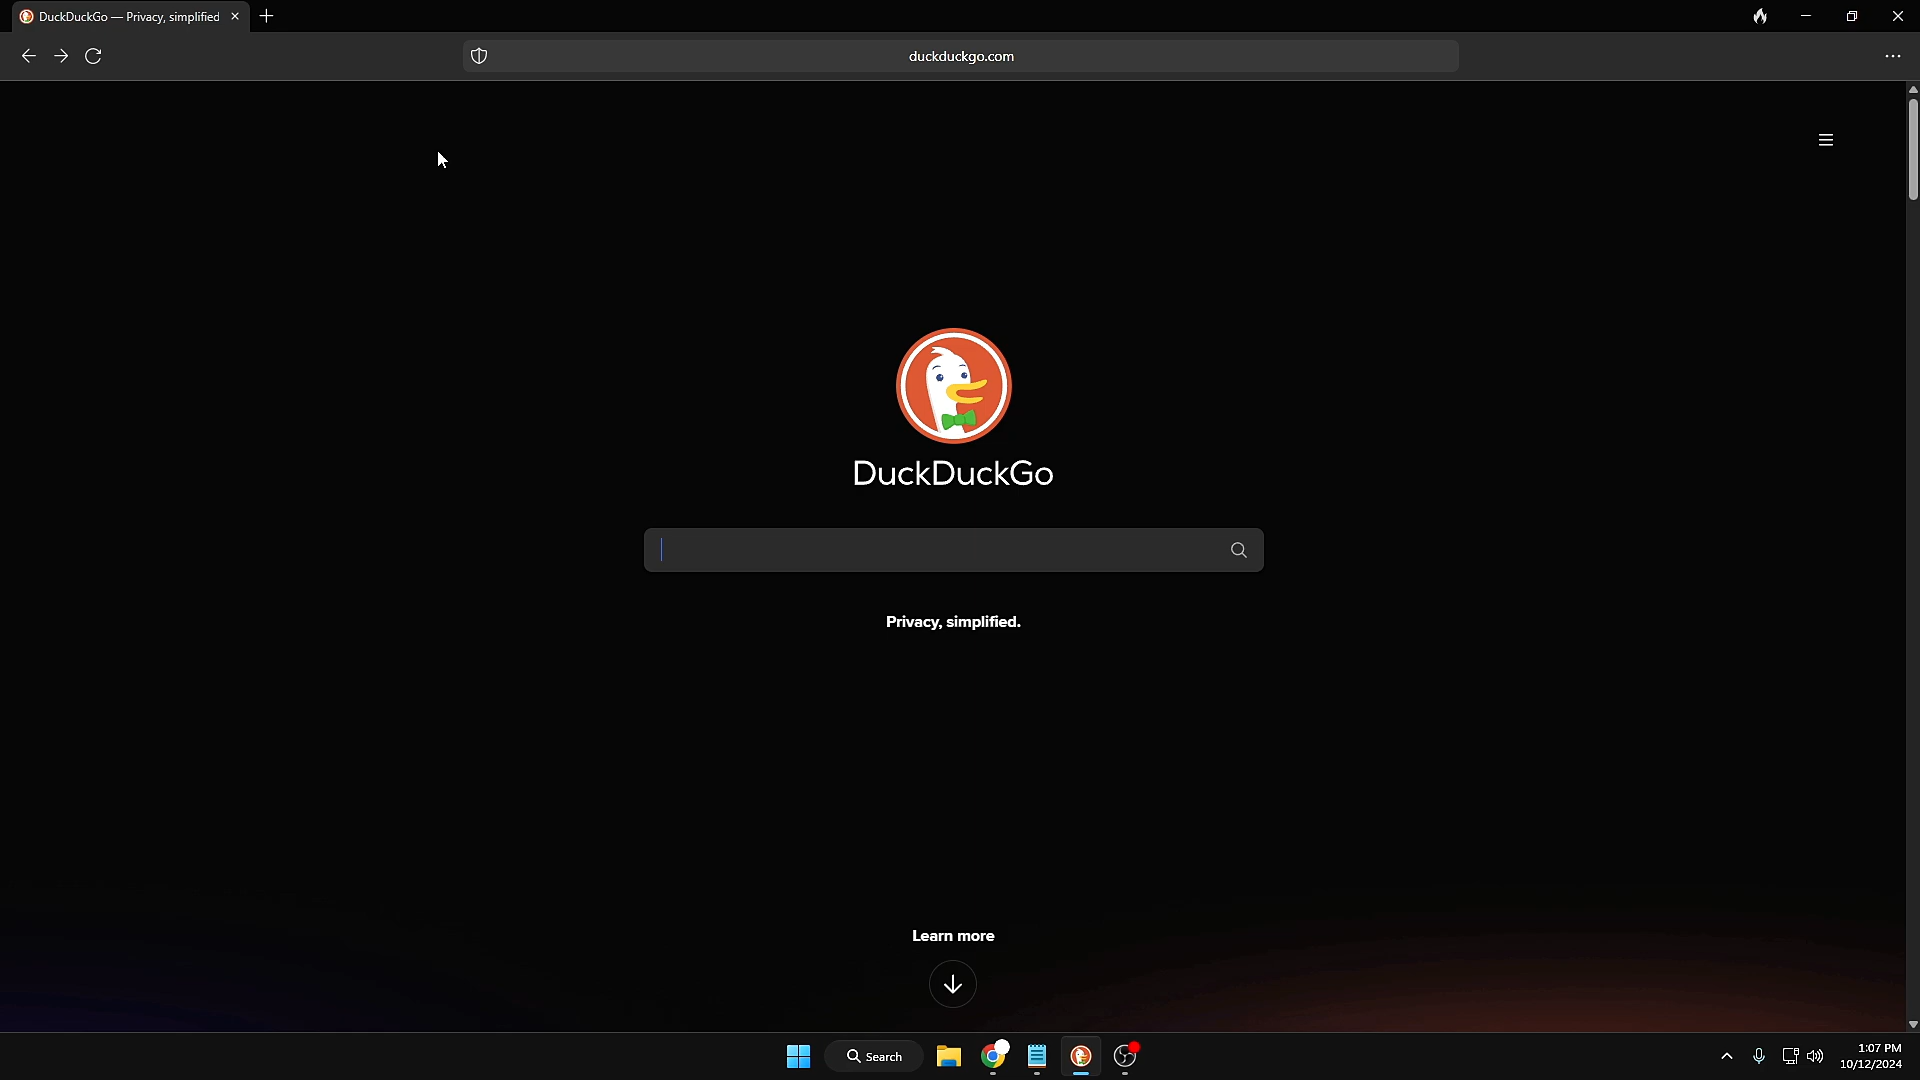 DuckDuckGo — Privacy, simplified
duckduckgo.com
DuckDuckGo
Privacy, simplified.
Learn more
Search
1:07 PM
10/12/2024